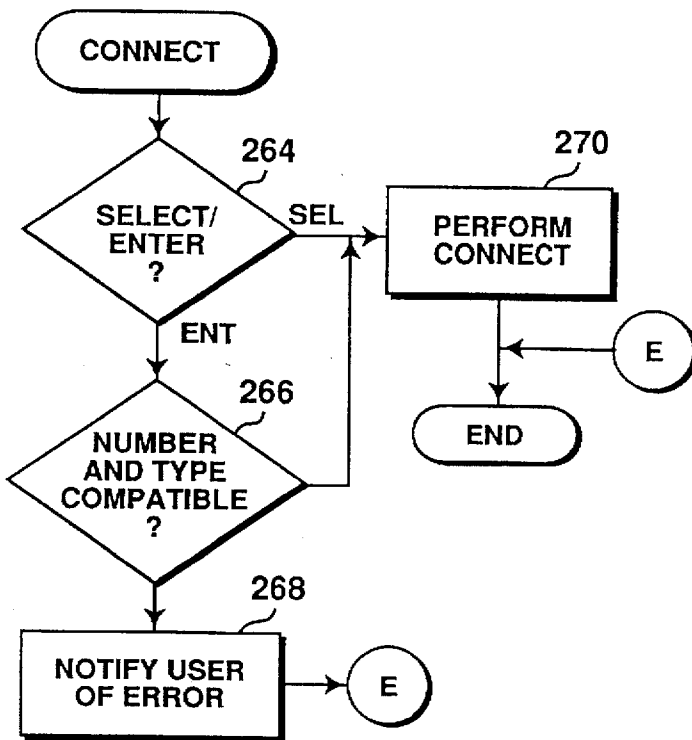 CONNECT
264
SELECT/
ENTER
?
SEL
ENT
270
PERFORM
CONNECT
E
END
266
NUMBER
AND TYPE
COMPATIBLE
?
268
NOTIFY USER
OF ERROR
E